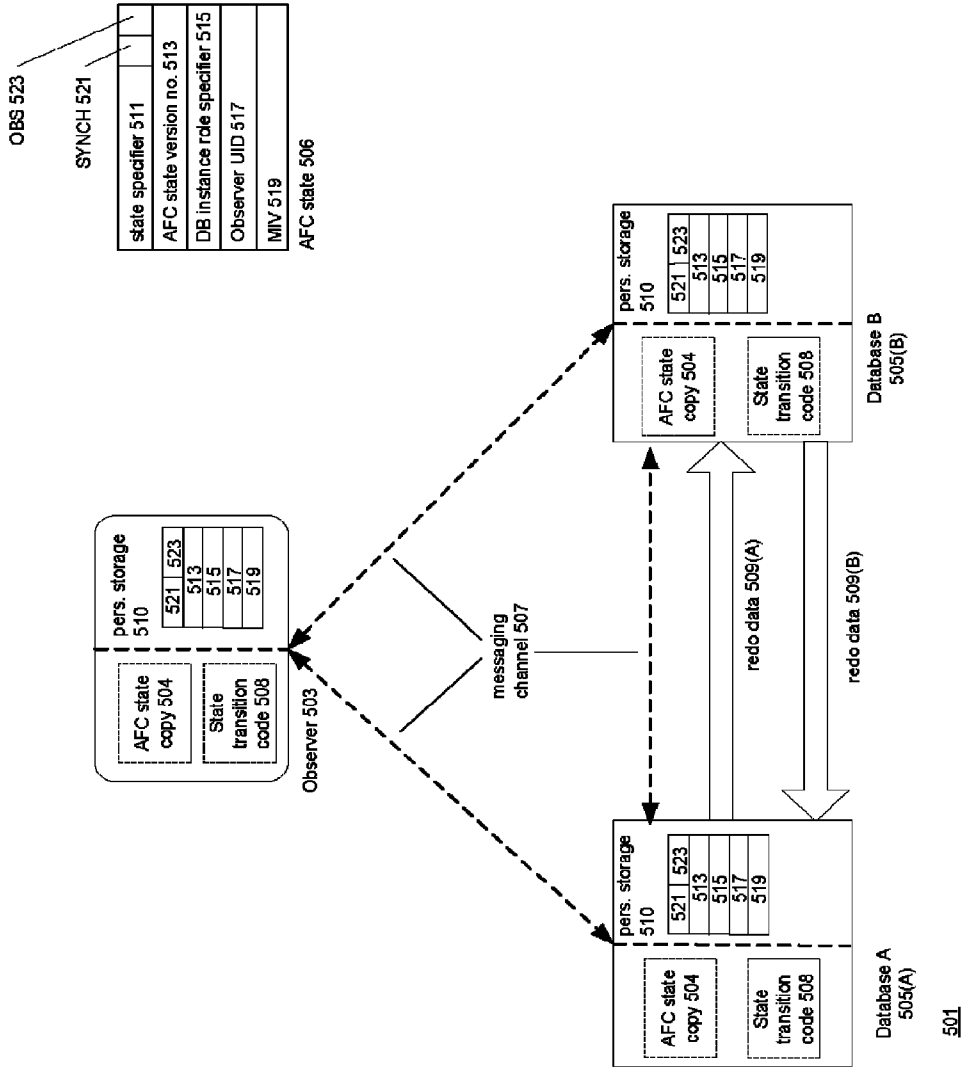 OBS 523
SYNCH 521
state specifier 511
AFC state version no. 513
DB instance role specifier 515
Observer UID 517
MIV 519
AFC state 506
AFC state
copy 504
State
transition
code 508
pers. storage
510
521 523
513
515
517
519
Observer 503
messaging
channel 507
AFC state
copy 504
State
transition
code 508
pers. storage
510
521 523
513
515
517
519
Database A
505(A)
redo data 509(A)
redo data 509(B)
AFC state
copy 504
State
transition
code 508
pers. storage
510
521 523
513
515
517
519
Database B
505(B)
501